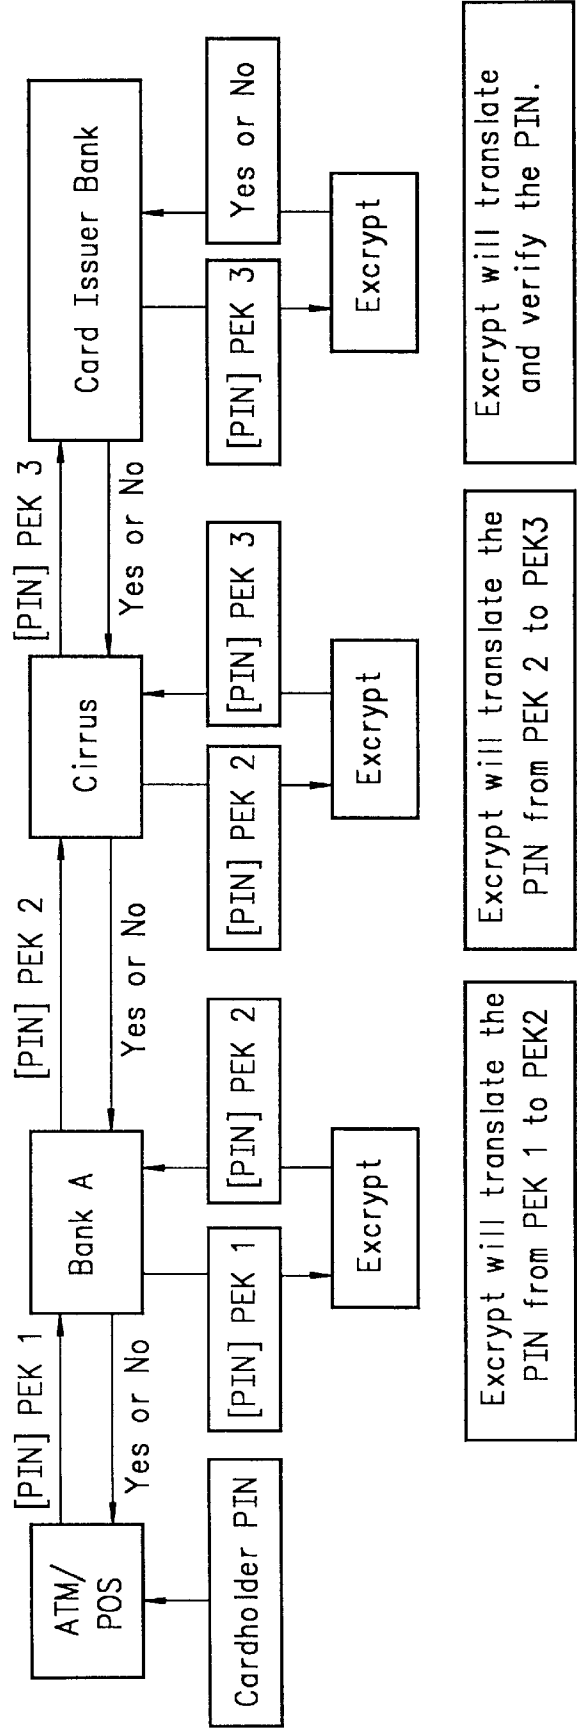 [PIN] PEK 1
[PIN] PEK 2
[PIN] PEK 3
ATM/
POS
Bank A
Cirrus
Card Issuer Bank
Yes or No
Yes or No
Yes or No
Cardholder PIN
[PIN] PEK 1
[PIN] PEK 2
[PIN] PEK 2
[PIN] PEK 3
[PIN] PEK 3
Yes or No
Excrypt
Excrypt
Excrypt
Excrypt will translate the
PIN from PEK 1 to PEK2
Excrypt will translate the
PIN from PEK 2 to PEK3
Excrypt will translate
and verify the PIN.